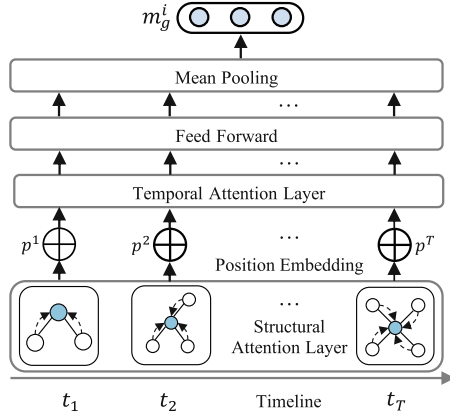 m_g^i
Mean Pooling
...
Feed Forward
...
Temporal Attention Layer
p^1 p^2 ... p^T
Position Embedding
...
Structural
Attention Layer
t_1 t_2 Timeline t_T